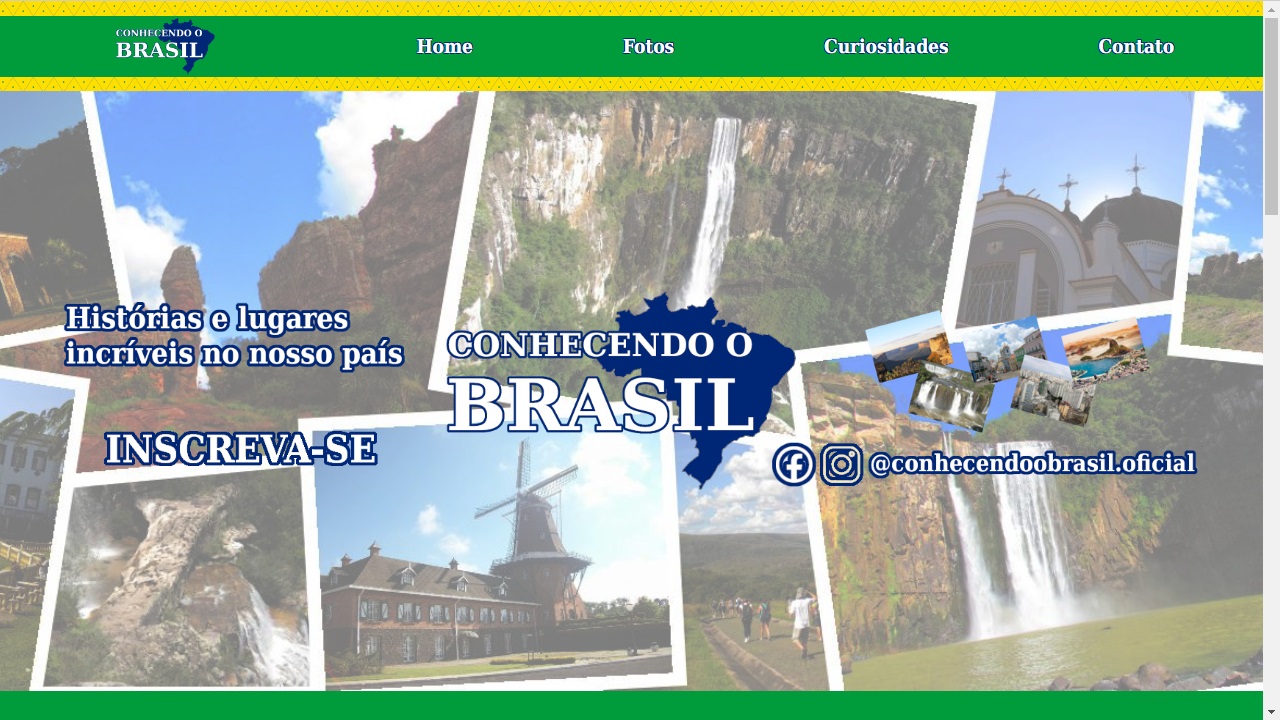 CONHECENDO O
BRASIL
Home
Fotos
Curiosidades
Contato
Histórias e lugares
incríveis no nosso país
INSCREVA-SE
CONHECENDO O
BRASIL
@conhecendoobrasil.oficial